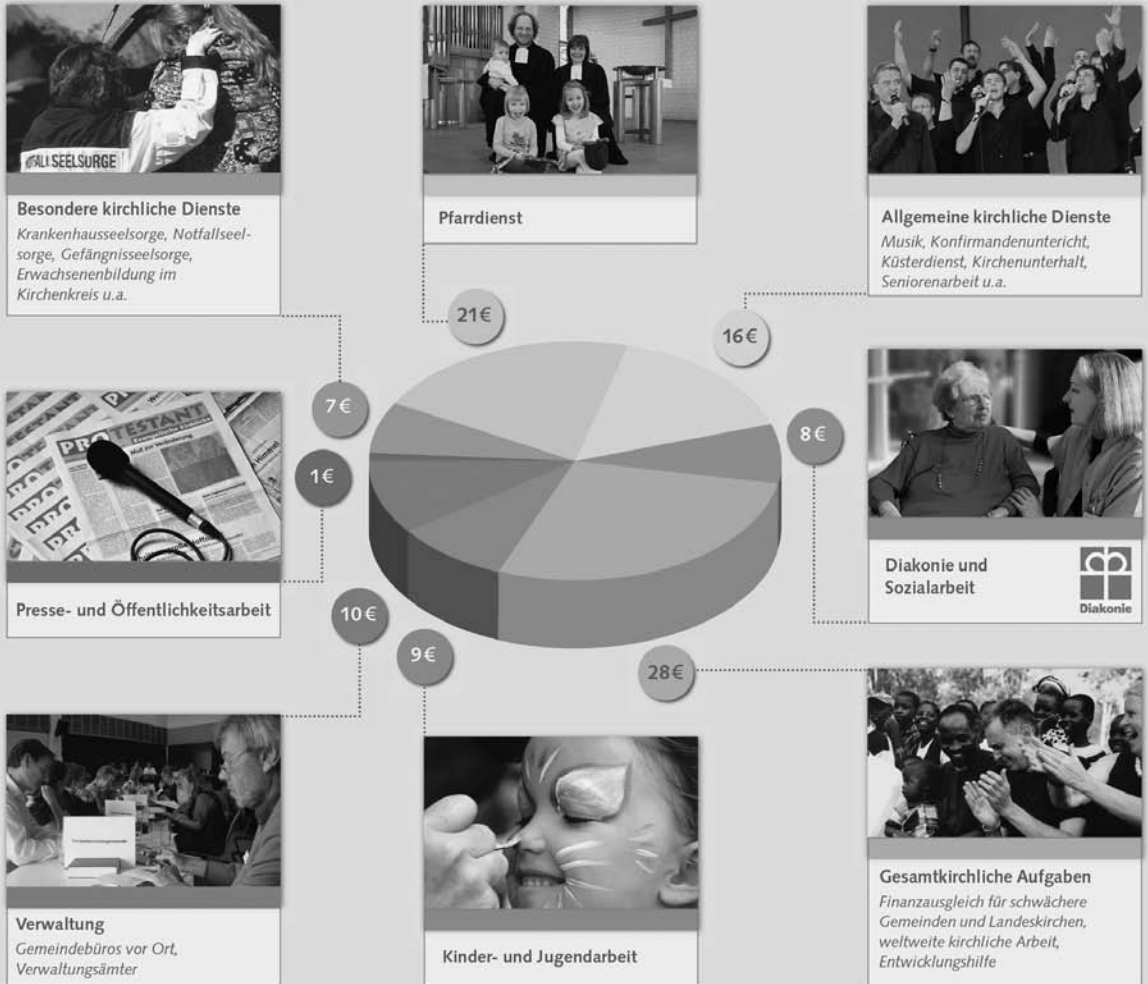 SEELSORGE
Besondere kirchliche Dienste
Krankenhausseelsorge, Notfallseel-
sorge, Gefängnisseelsorge,
Erwachsenenbildung im
Kirchenkreis u.a.
Pfarrdienst
Allgemeine kirchliche Dienste
Musik, Konfirmandenuntericht,
Küsterdienst, Kirchenunterhalt,
Seniorenarbeit u.a.
21€
16€
7€
8€
1€
PROTESTANT
Presse- und Öffentlichkeitsarbeit
Diakonie und
Sozialarbeit
Diakonie
10€
9€
28€
Verwaltung
Gemeindebüros vor Ort,
Verwaltungsämter
Kinder- und Jugendarbeit
Gesamtkirchliche Aufgaben
Finanzausgleich für schwächere
Gemeinden und Landeskirchen,
weltweite kirchliche Arbeit,
Entwicklungshilfe